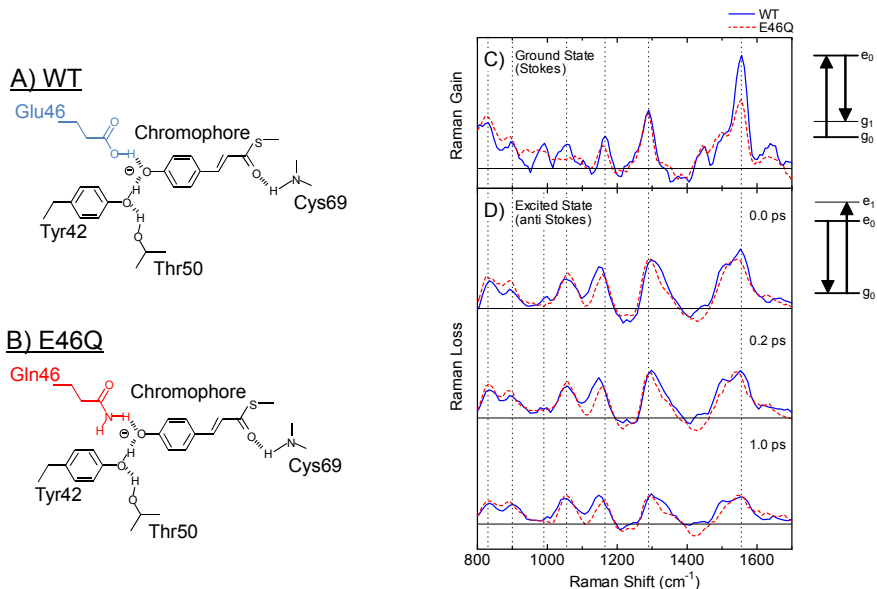 A) WT
Glu46
O
O
H
Chromophore
S
⊖
O
O
H
H
N
Cys69
O
H
Tyr42
O
Thr50
B) E46Q
Gln46
O
N
H
H
Chromophore
S
⊖
O
O
H
H
N
Cys69
O
H
Tyr42
O
Thr50
WT
E46Q
C) Ground State
(Stokes)
Raman Gain
e0
g1
g0
D) Excited State
(anti Stokes)
0.0 ps
0.2 ps
1.0 ps
Raman Loss
e1
e0
g0
800 1000 1200 1400 1600
Raman Shift (cm-1)